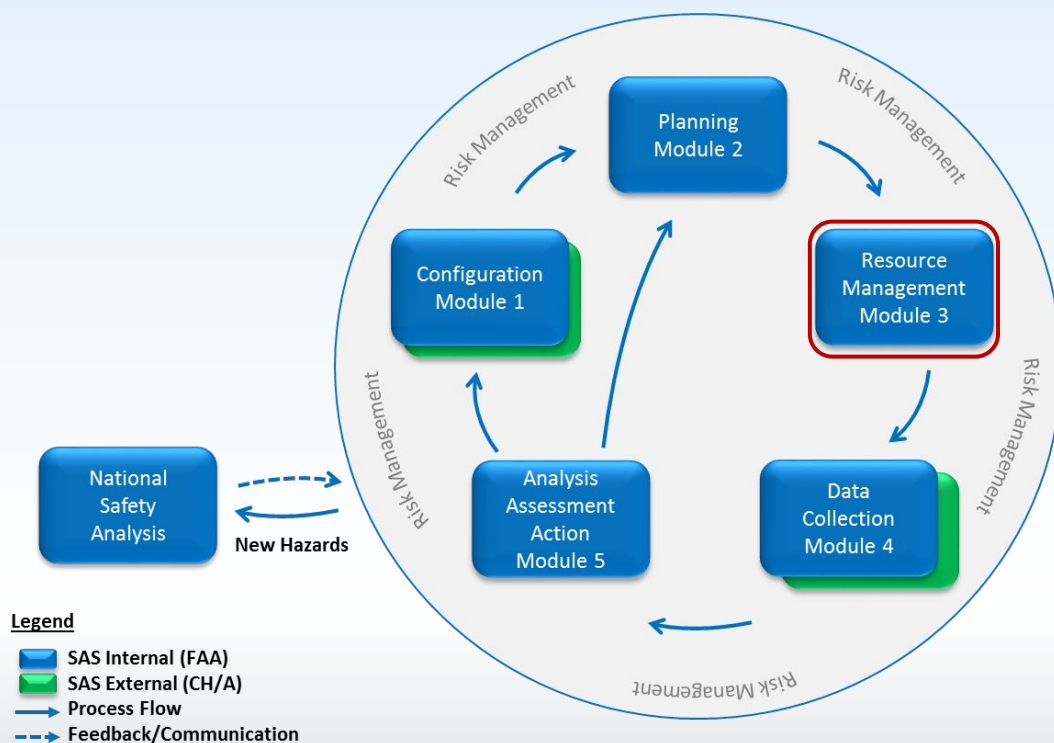 Risk Management
Risk Management
Planning
Module 2
Configuration
Module 1
Resource
Management
Module 3
Risk Management
Risk Management
National
Safety
Analysis
New Hazards
Analysis
Assessment
Action
Module 5
Data
Collection
Module 4
Risk Management
Legend
SAS Internal (FAA)
SAS External (CH/A)
Process Flow
Feedback/Communication